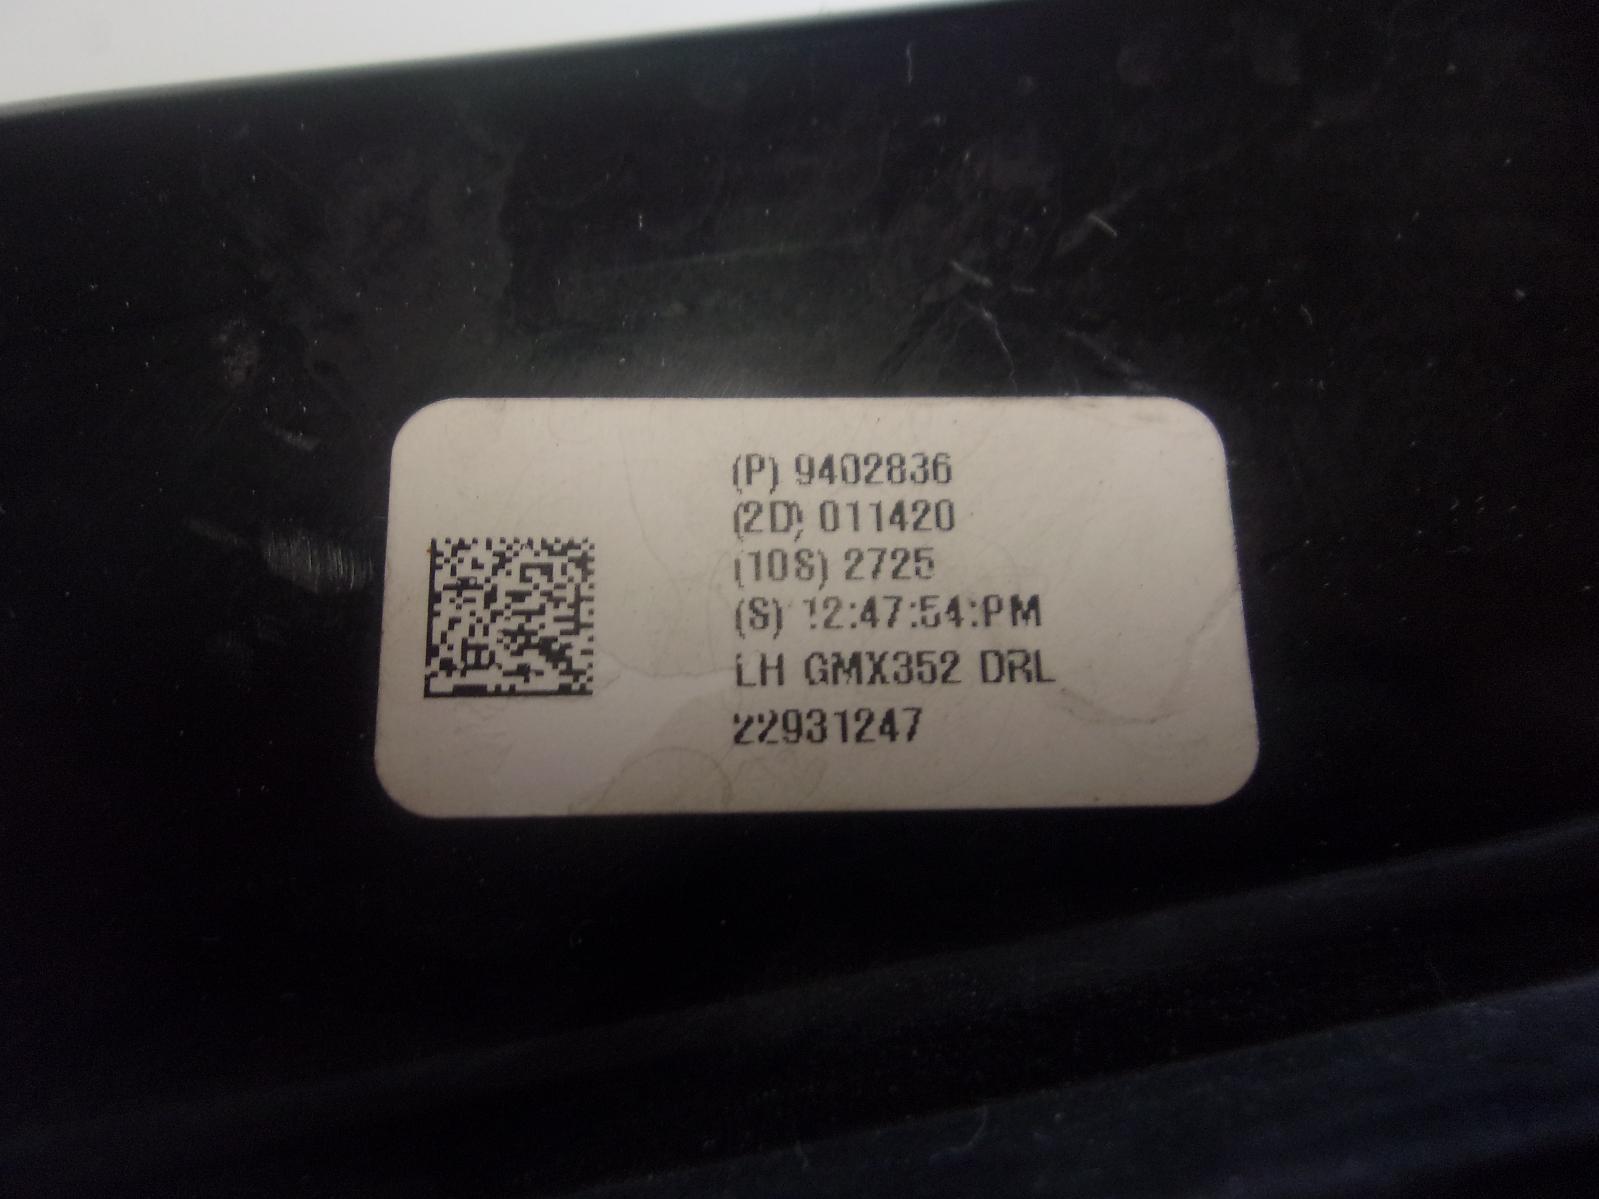 (P) 9402836
(2D) 011420
(10S) 2725
(S) 12:47:54:PM
LH GMX352 DRL
22931247